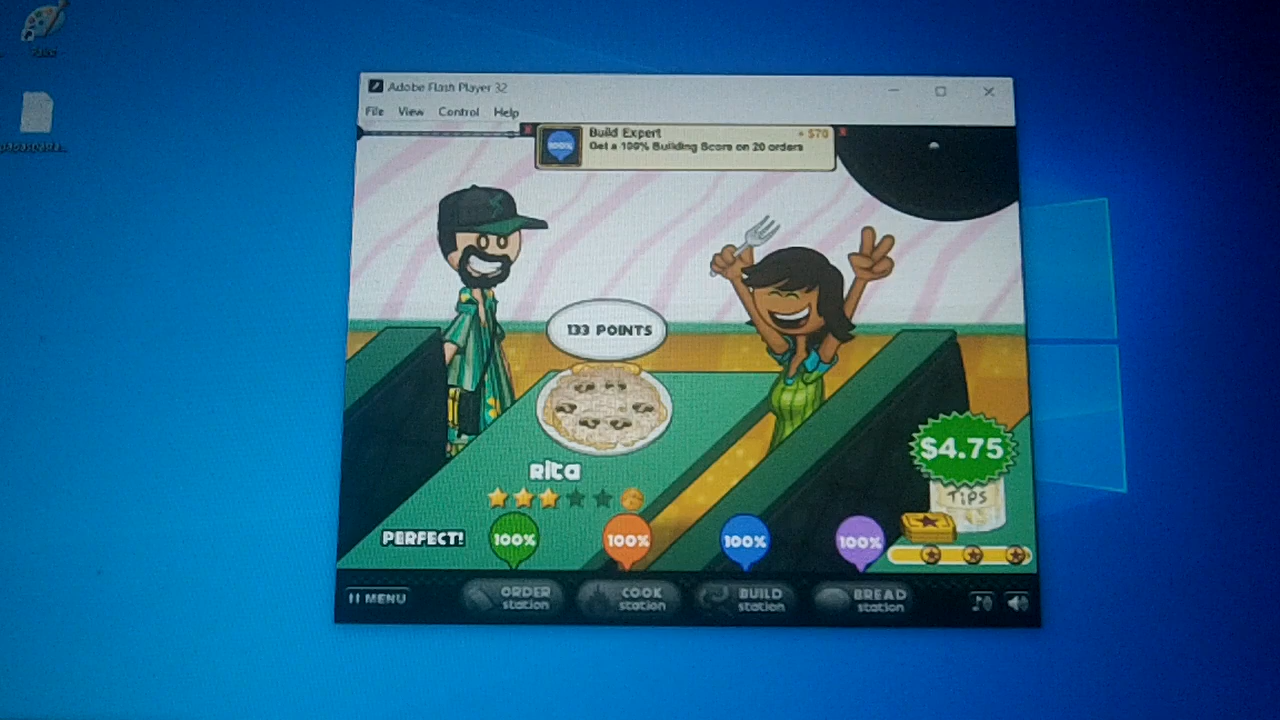 Adobe Flash Player 32
File View Control Help
Build Expert + $70
100% Get a 100% Building Score on 20 orders
133 POINTS
$4.75
Rita
TIPS
PERFECT! 100% 100% 100% 100%
II MENU
ORDER station
COOK station
BUILD station
BREAD station